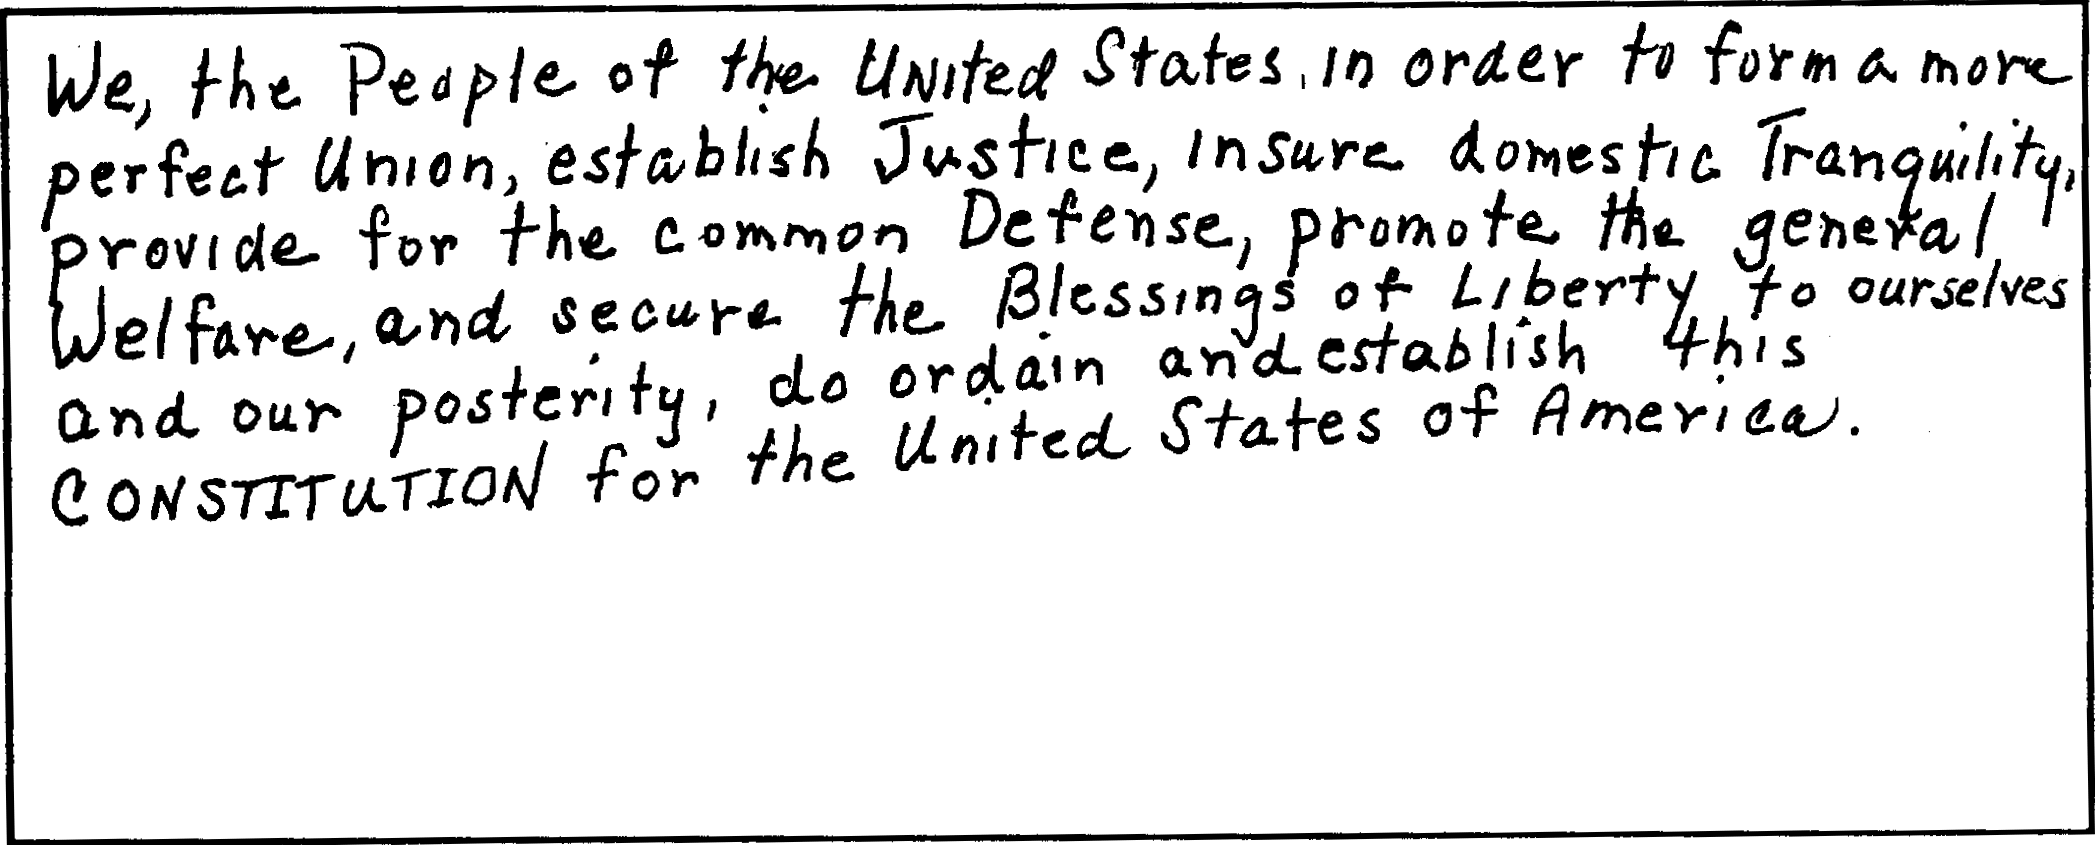 We, the People of the United States, in order to form a more
perfect Union, establish Justice, insure domestic Tranquility,
provide for the common Defense, promote the general
Welfare, and secure the Blessings of Liberty to ourselves
and our posterity, do ordain and establish this
CONSTITUTION for the United States of America.